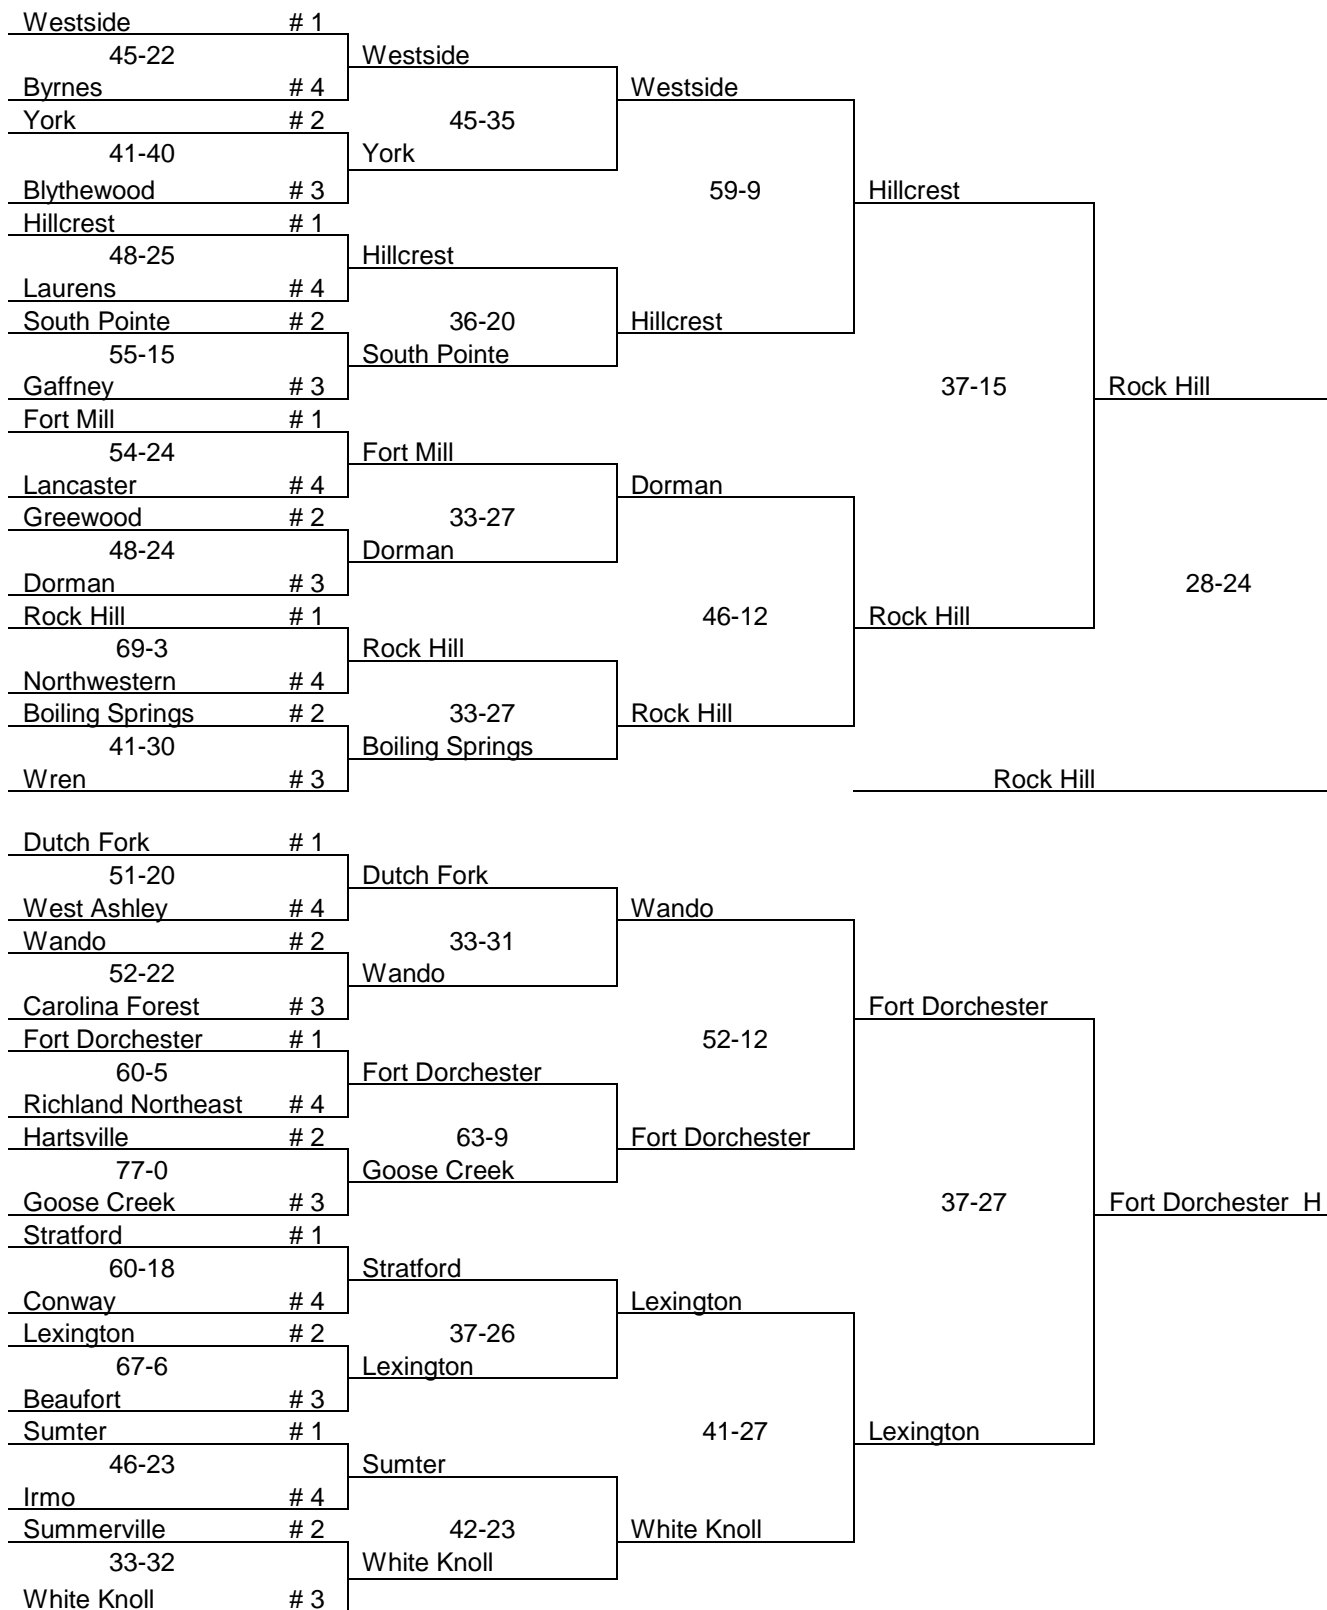 Westside # 1
45-22 Westside
Byrnes # 4 Westside
York # 2 45-35
41-40 York
Blythewood # 3 59-9 Hillcrest
Hillcrest # 1
48-25 Hillcrest
Laurens # 4
South Pointe # 2 36-20 Hillcrest
55-15 South Pointe
Gaffney # 3 37-15 Rock Hill
Fort Mill # 1
54-24 Fort Mill
Lancaster # 4 Dorman
Greewood # 2 33-27
48-24 Dorman
Dorman # 3 28-24
Rock Hill # 1 46-12 Rock Hill
69-3 Rock Hill
Northwestern # 4
Boiling Springs # 2 33-27 Rock Hill
41-30 Boiling Springs
Wren # 3 Rock Hill
Dutch Fork # 1
51-20 Dutch Fork
West Ashley # 4 Wando
Wando # 2 33-31
52-22 Wando
Carolina Forest # 3 Fort Dorchester
Fort Dorchester # 1 52-12
60-5 Fort Dorchester
Richland Northeast # 4
Hartsville # 2 63-9 Fort Dorchester
77-0 Goose Creek
Goose Creek # 3 37-27 Fort Dorchester H
Stratford # 1
60-18 Stratford
Conway # 4 Lexington
Lexington # 2 37-26
67-6 Lexington
Beaufort # 3
Sumter # 1 41-27 Lexington
46-23 Sumter
Irmo # 4
Summerville # 2 42-23 White Knoll
33-32 White Knoll
White Knoll # 3